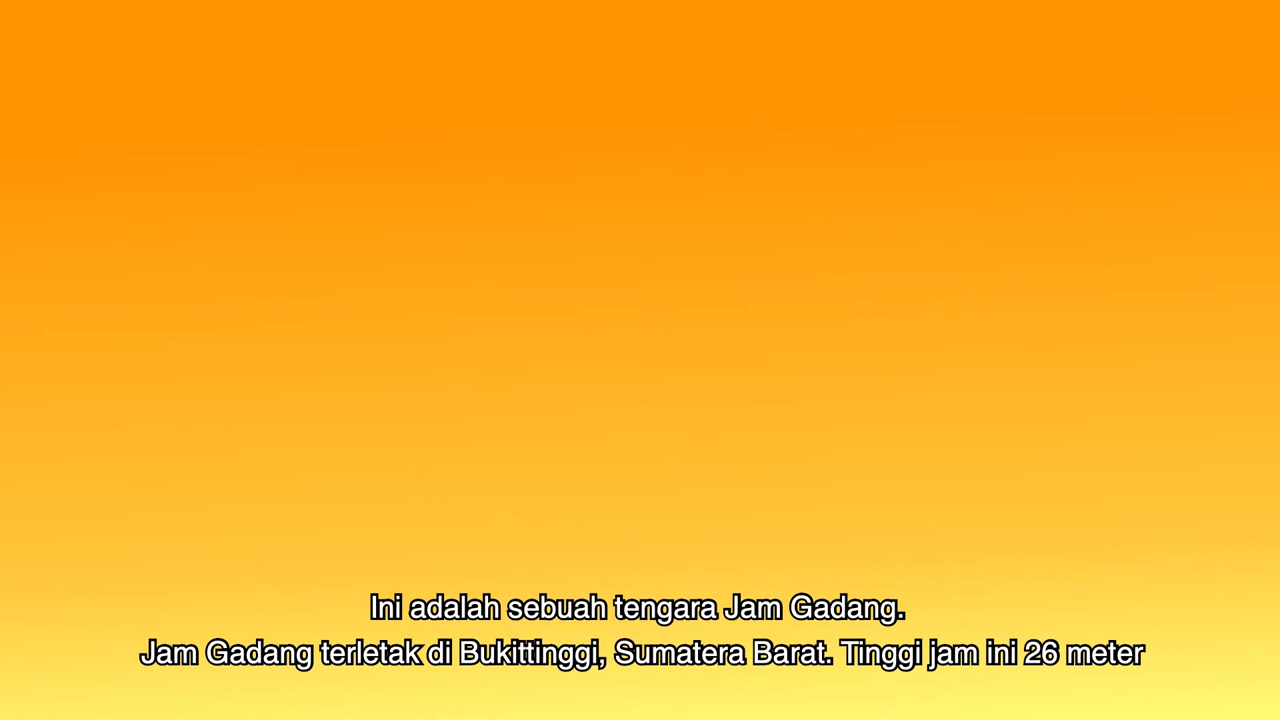 Ini adalah sebuah tengara Jam Gadang.
Jam Gadang terletak di Bukittinggi, Sumatera Barat. Tinggi jam ini 26 meter